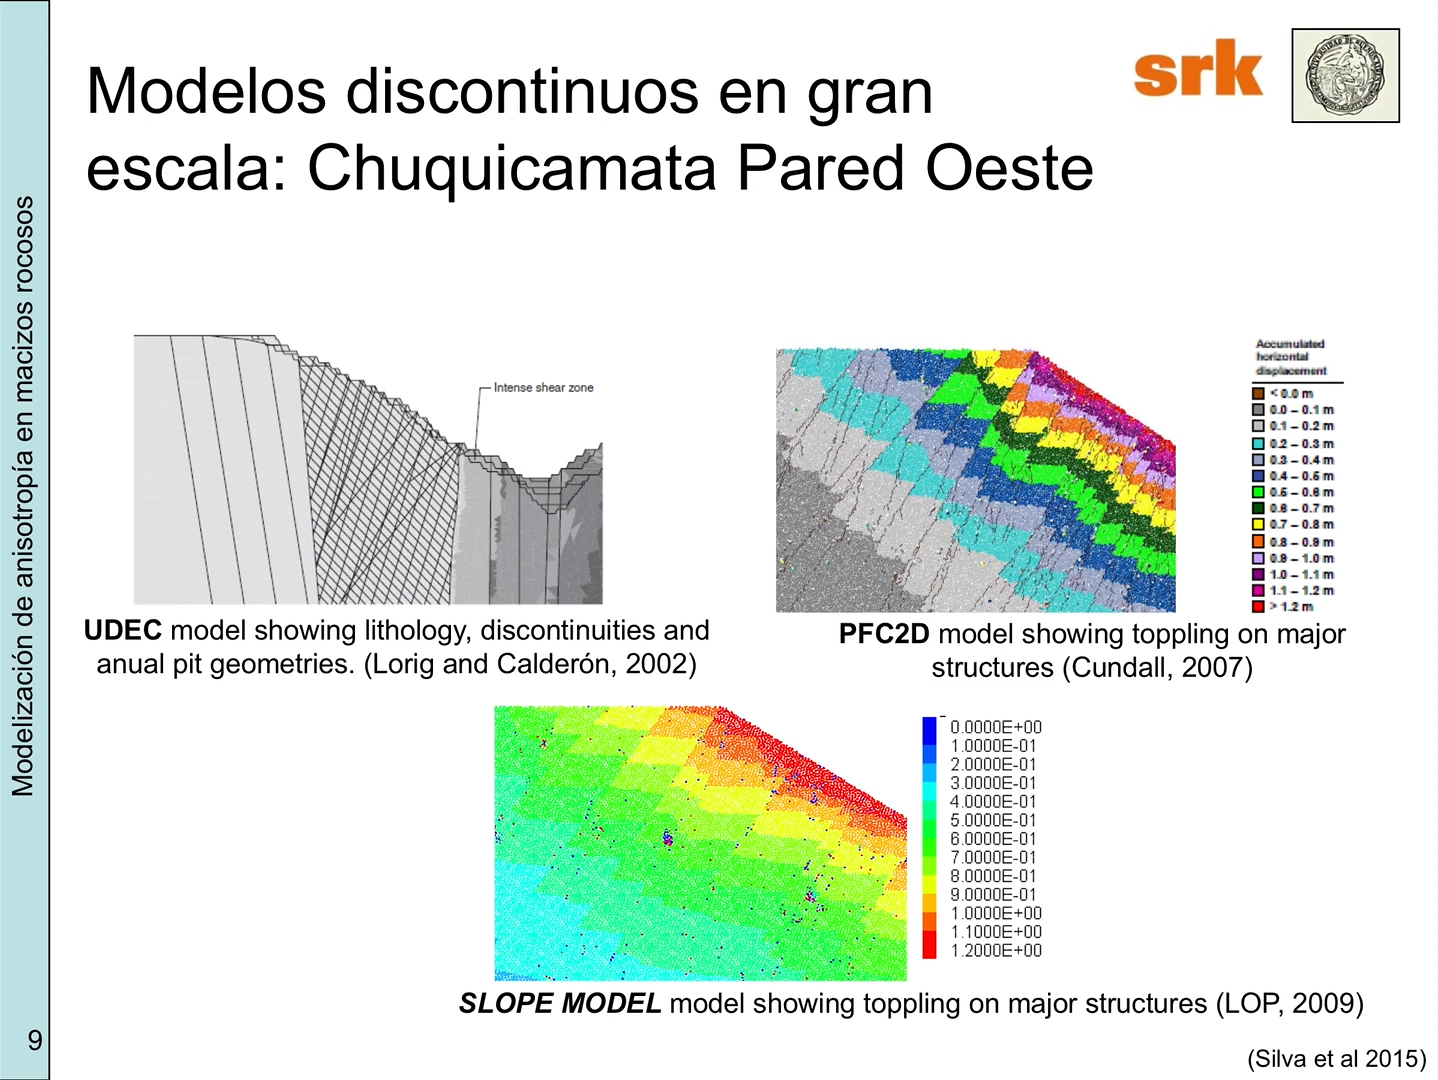 Modelos discontinuos en gran
escala: Chuquicamata Pared Oeste
srk
Modelización de anisotropía en macizos rocosos
Intense shear zone
UDEC model showing lithology, discontinuities and
anual pit geometries. (Lorig and Calderón, 2002)
Accumulated
horizontal
displacement
< 0.0 m
0.0 – 0.1 m
0.1 – 0.2 m
0.2 – 0.3 m
0.3 – 0.4 m
0.4 – 0.5 m
0.5 – 0.6 m
0.6 – 0.7 m
0.7 – 0.8 m
0.8 – 0.9 m
0.9 – 1.0 m
1.0 – 1.1 m
1.1 – 1.2 m
> 1.2 m
PFC2D model showing toppling on major
structures (Cundall, 2007)
0.0000E+00
1.0000E-01
2.0000E-01
3.0000E-01
4.0000E-01
5.0000E-01
6.0000E-01
7.0000E-01
8.0000E-01
9.0000E-01
1.0000E+00
1.1000E+00
1.2000E+00
SLOPE MODEL model showing toppling on major structures (LOP, 2009)
9
(Silva et al 2015)